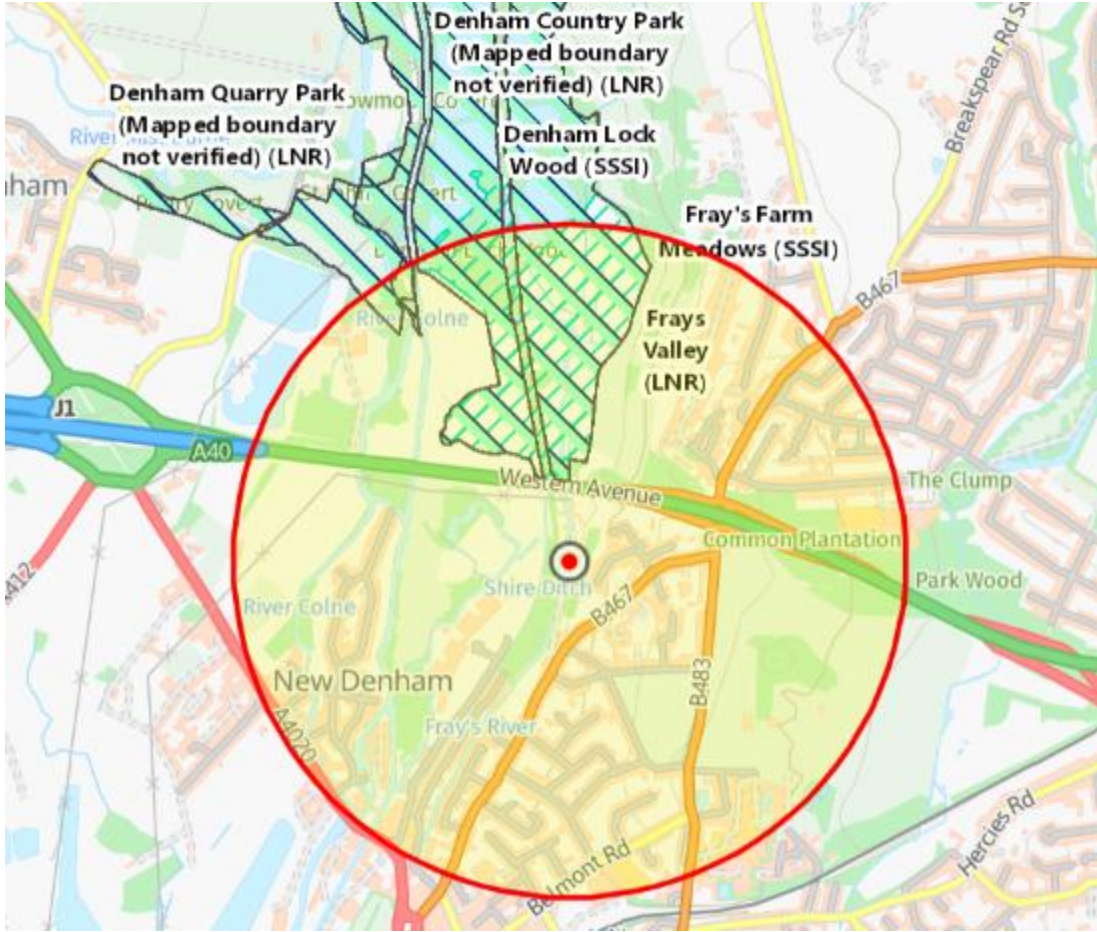 Denham Country Park
(Mapped boundary
not verified) (LNR)
Denham Quarry Park
(Mapped boundary
not verified) (LNR)
Denham Lock
Wood (SSSI)
Breakspear Rd
Fray's Farm
Meadows (SSSI)
B467
River Colne
Frays
Valley
(LNR)
J1
A40
Western Avenue
The Clump
Common Plantation
Park Wood
Shire Ditch
B467
River Colne
New Denham
B483
Fray's River
A4020
Belmont Rd
Hercies Rd